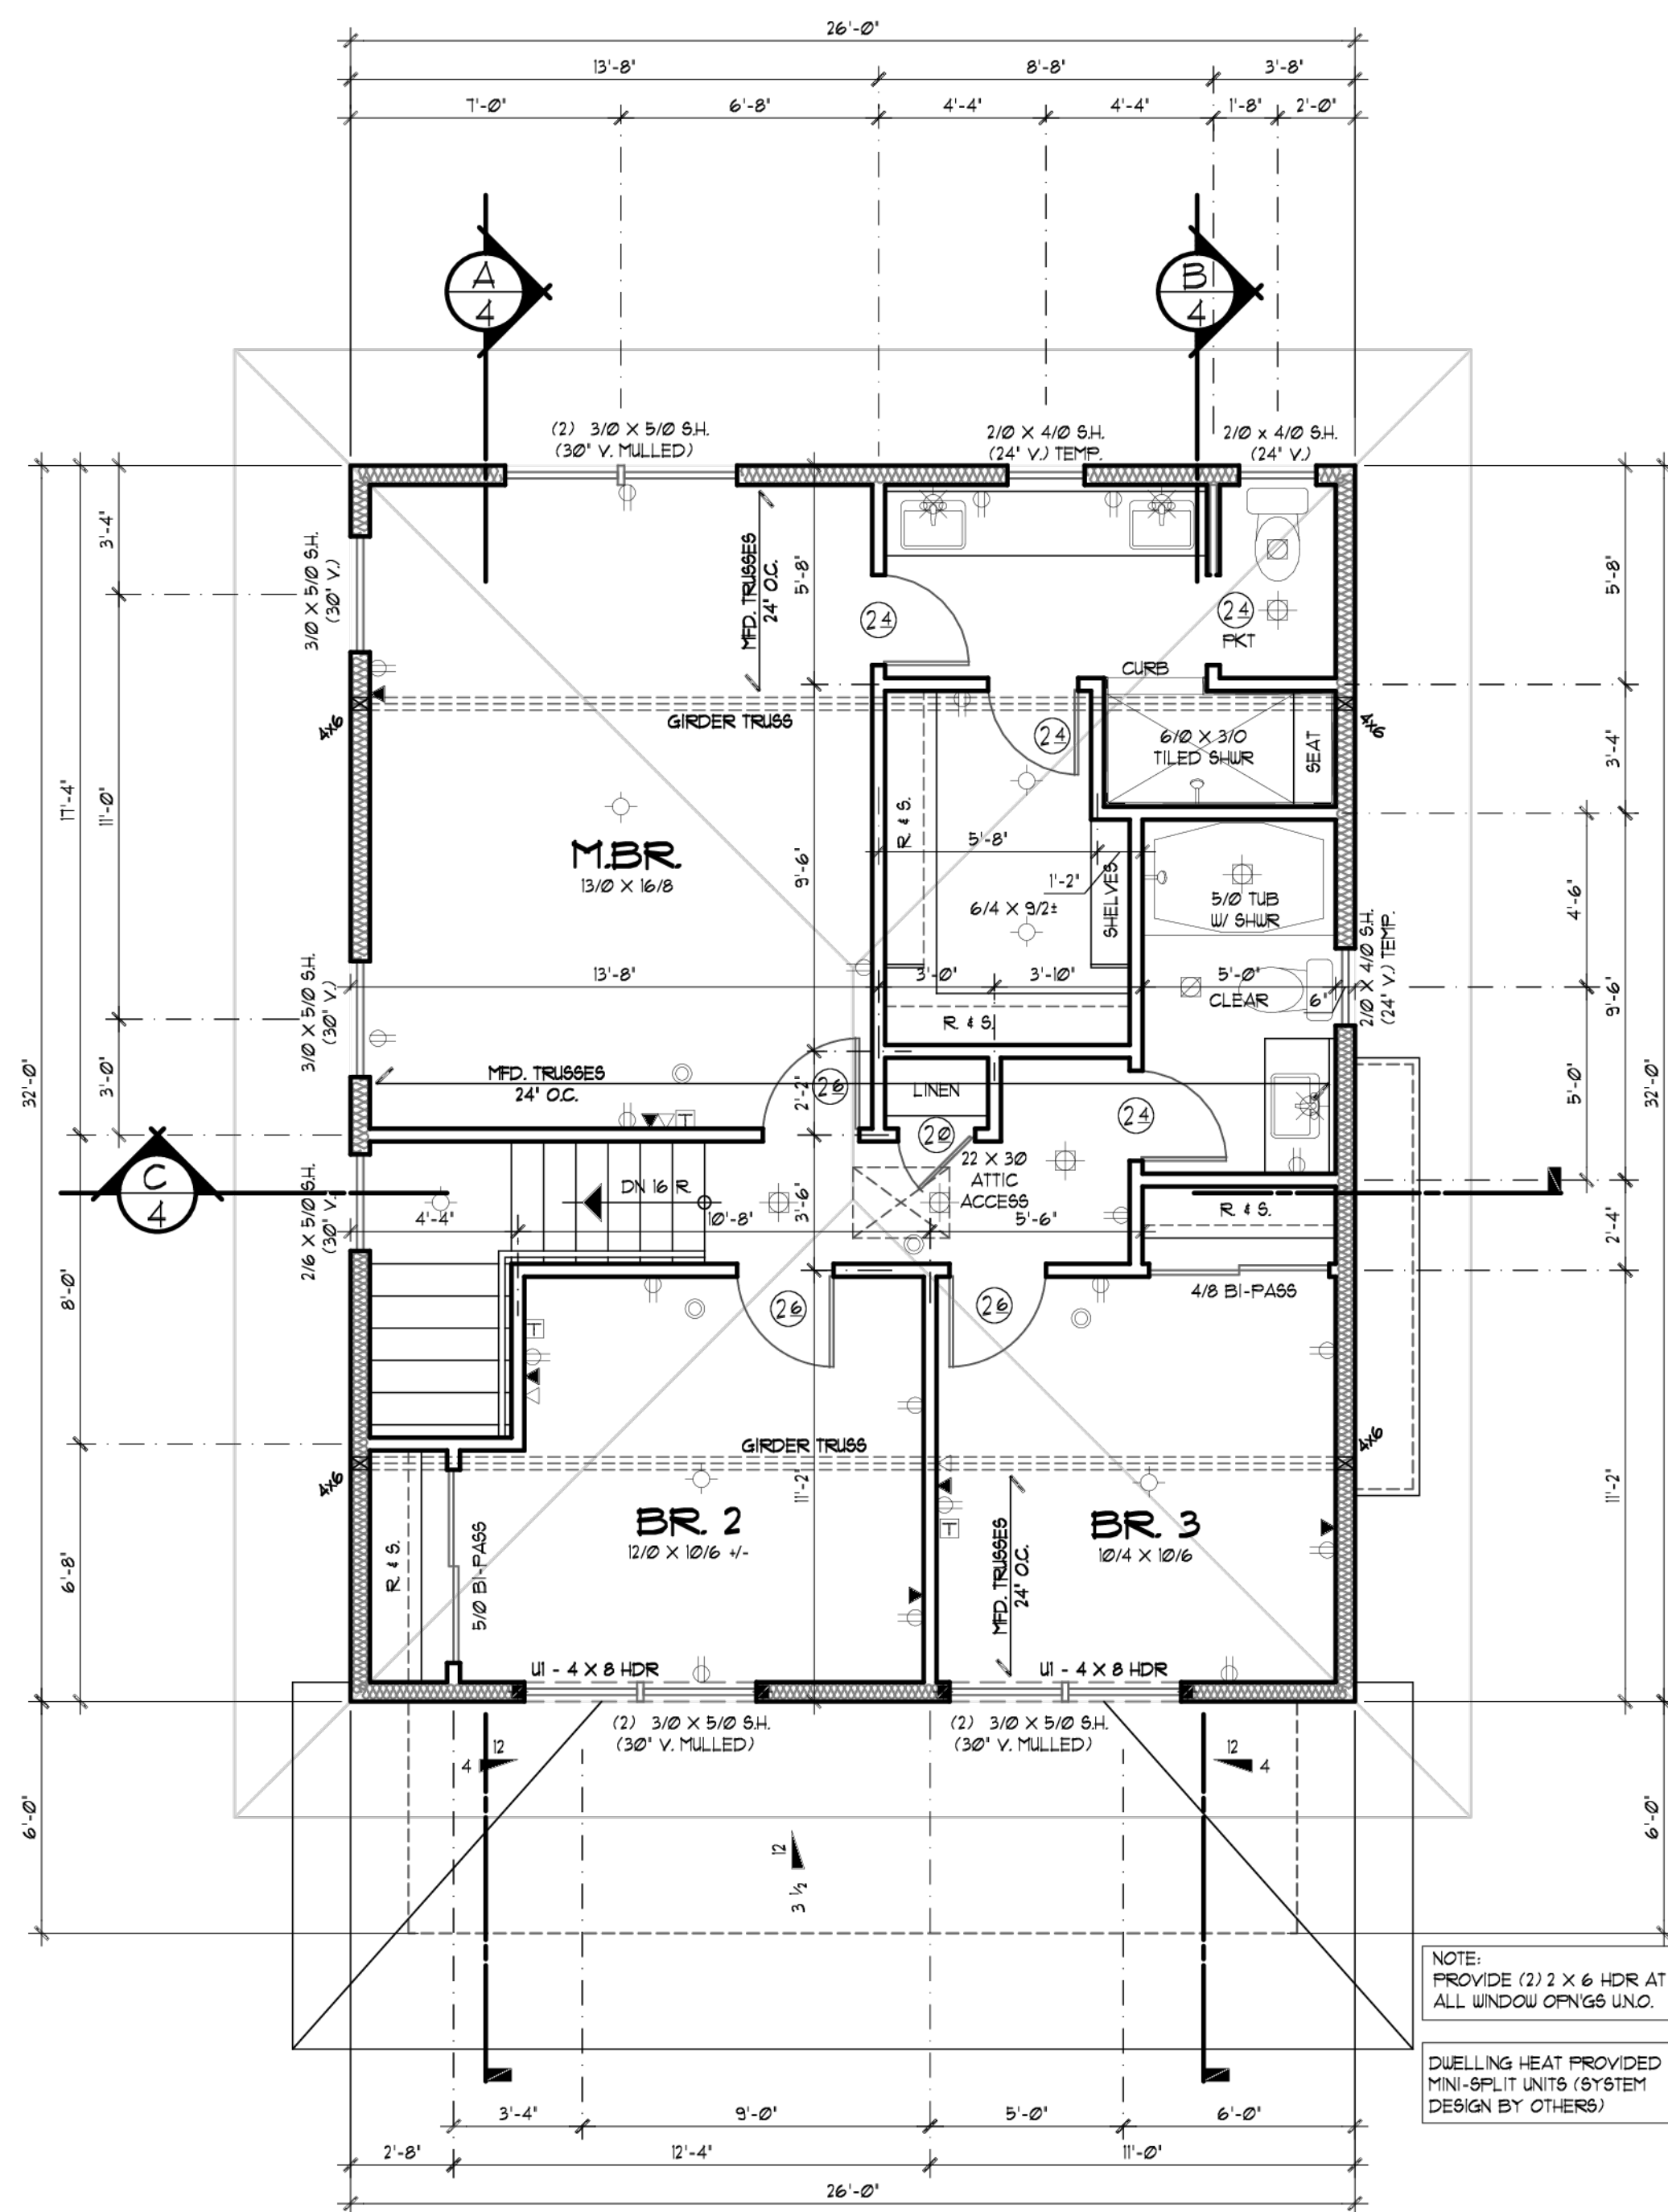 26'-0"
13'-8"
8'-8"
3'-8"
7'-0"
6'-8"
4'-4"
4'-4"
1'-8"
2'-0"
A
4
B
4
(2) 3/0 X 5/0 S.H.
(30" V. MULLED)
2/0 X 4/0 S.H.
(24" V.) TEMP.
2/0 x 4/0 S.H.
(24" V.)
3'-4"
3/0 X 5/0 S.H.
(30" V.)
MFD. TRUSSES
24" O.C.
5'-8"
24
24
PKT
5'-8"
CURB
GIRDER TRUSS
4x6
24
6/0 X 3/0
TILED SHWR
SEAT
4x6
3'-4"
17'-4"
11'-0"
M.BR.
13/0 X 16/8
9'-6"
R. & S.
5'-8"
1'-2"
6/4 X 9/2±
SHELVES
5/0 TUB
W/ SHWR
4'-6"
2/0 X 4/0 S.H.
(24" V.) TEMP.
3/0 X 5/0 S.H.
(30" V.)
13'-8"
3'-0"
3'-10"
5'-0"
CLEAR
6"
9'-6"
R. & S.
32'-0"
3'-0"
MFD. TRUSSES
24" O.C.
26
2'-2"
LINEN
24
5'-0"
32'-0"
T
20
C
4
2/6 X 5/0 S.H.
(30" V.)
DN 16 R.
4'-4"
10'-8"
3'-6"
22 X 30
ATTIC
ACCESS
5'-6"
R. & S.
2'-4"
8'-0"
26
26
4/8 BI-PASS
T
GIRDER TRUSS
4x6
4x6
11'-2"
11'-2"
6'-8"
R. & S.
5/0 BI-PASS
BR. 2
12/0 X 10/6 +/-
T
MFD. TRUSSES
24" O.C.
BR. 3
10/4 X 10/6
U1 - 4 X 8 HDR
U1 - 4 X 8 HDR
(2) 3/0 X 5/0 S.H.
(30" V. MULLED)
(2) 3/0 X 5/0 S.H.
(30" V. MULLED)
12
4
12
4
6'-0"
6'-0"
12
3 1/2
NOTE:
PROVIDE (2) 2 X 6 HDR AT
ALL WINDOW OPN'GS U.N.O.
DWELLING HEAT PROVIDED
MINI-SPLIT UNITS (SYSTEM
DESIGN BY OTHERS)
3'-4"
9'-0"
5'-0"
6'-0"
2'-8"
12'-4"
11'-0"
26'-0"